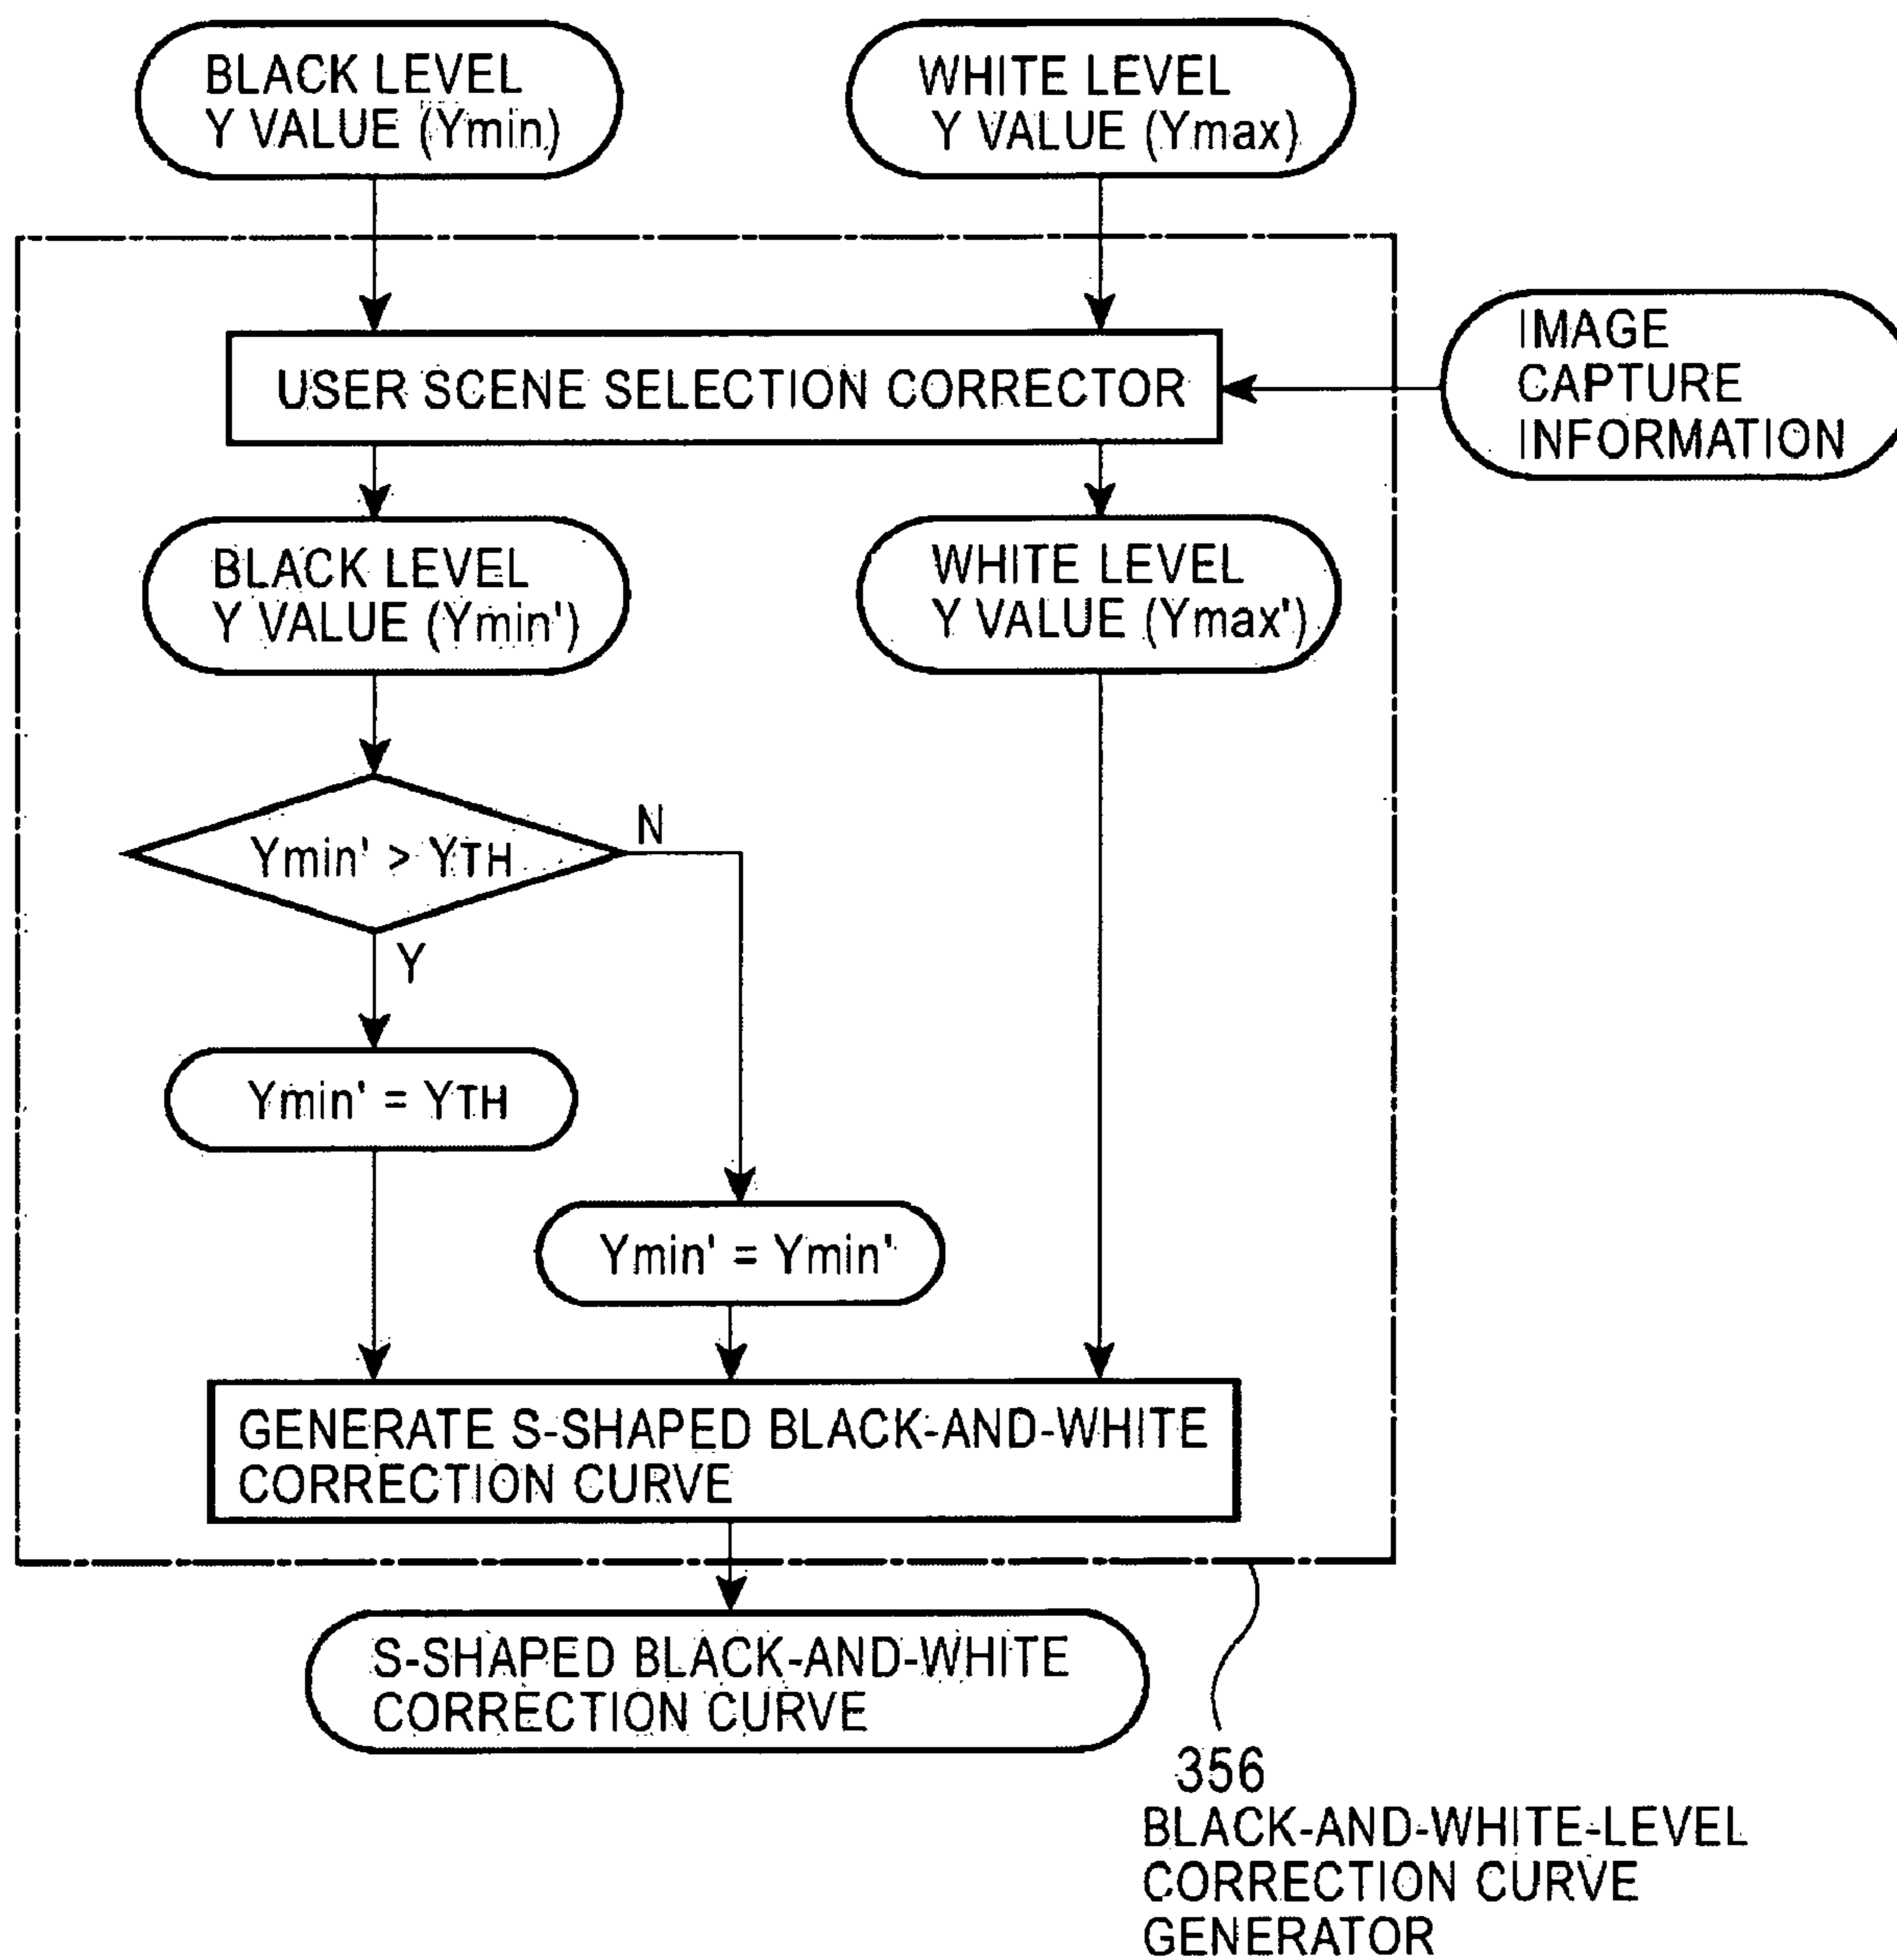 BLACK LEVEL
Y VALUE (Ymin)
WHITE LEVEL
Y VALUE (Ymax)
IMAGE
CAPTURE
INFORMATION
USER SCENE SELECTION CORRECTOR
BLACK LEVEL
Y VALUE (Ymin')
WHITE LEVEL
Y VALUE (Ymax')
Ymin' > YTH
N
Y
Ymin' = YTH
Ymin' = Ymin'
GENERATE S-SHAPED BLACK-AND-WHITE
CORRECTION CURVE
S-SHAPED BLACK-AND-WHITE
CORRECTION CURVE
356
BLACK-AND-WHITE-LEVEL
CORRECTION CURVE
GENERATOR